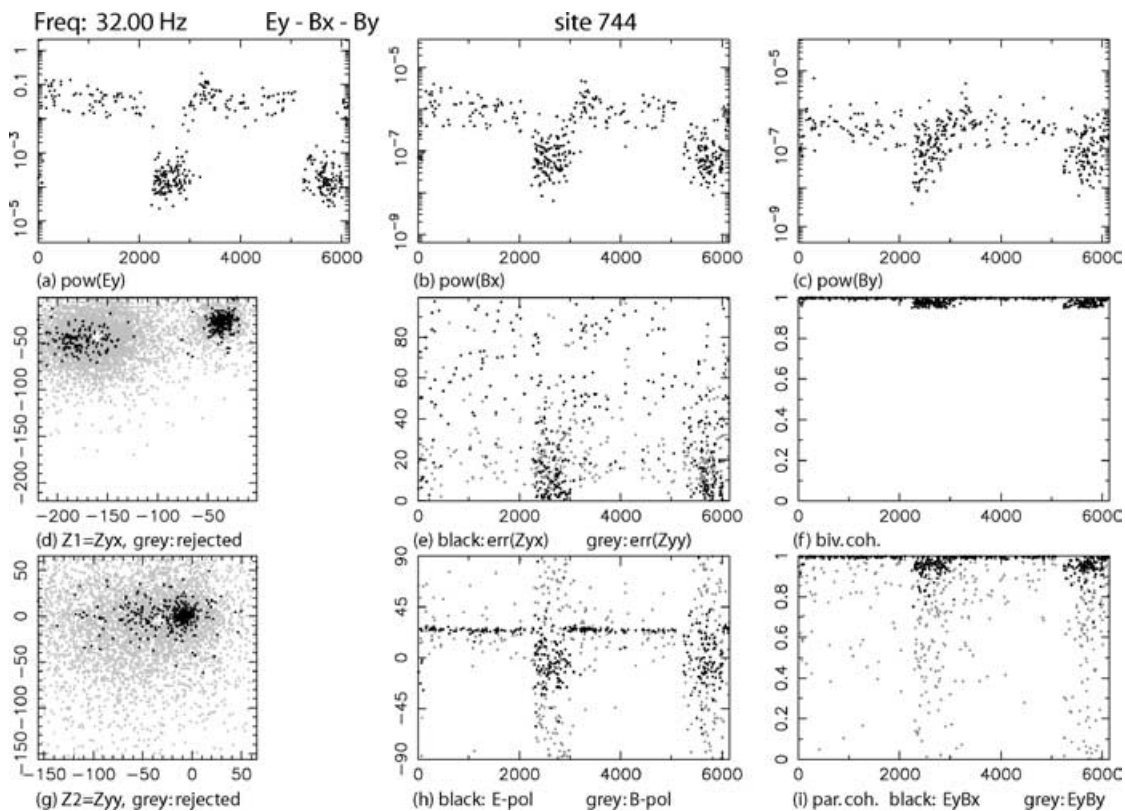 Freq: 32.00 Hz Ey - Bx - By site 744
1
0.1
10−3
10−5
0 2000 4000 6000
(a) pow(Ey)
10−5
10−7
10−9
0 2000 4000 6000
(b) pow(Bx)
10−5
10−7
10−9
0 2000 4000 6000
(c) pow(By)
−50
−100
−150
−200
−200 −150 −100 −50
(d) Z1=Zyx, grey:rejected
80
60
40
20
0
0 2000 4000 6000
(e) black:err(Zyx) grey:err(Zyy)
1
0.8
0.6
0.4
0.2
0
0 2000 4000 6000
(f) biv.coh.
50
0
−50
−100
−150
−150 −100 −50 0 50
(g) Z2=Zyy, grey:rejected
90
45
0
−45
−90
0 2000 4000 6000
(h) black: E-pol grey:B-pol
1
0.8
0.6
0.4
0.2
0
0 2000 4000 6000
(i) par.coh. black: EyBx grey:EyBy